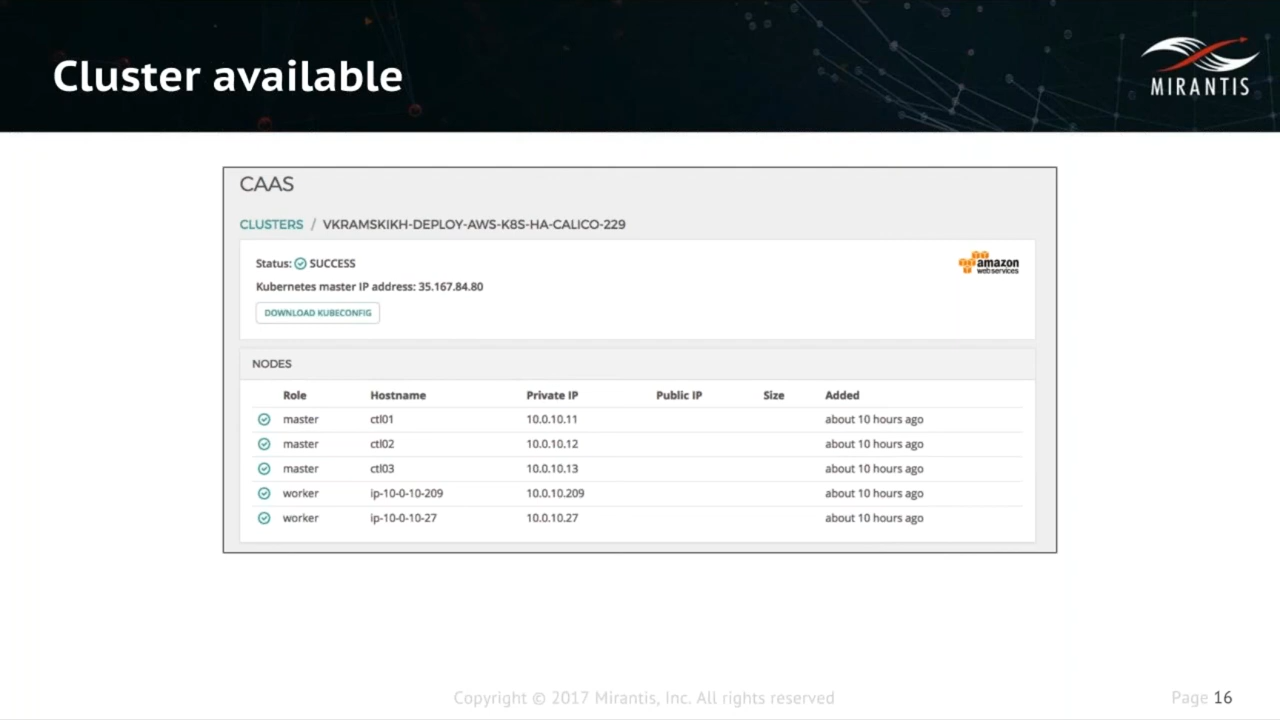 Cluster available
MIRANTIS
CAAS
CLUSTERS / VKRAMSKIKH-DEPLOY-AWS-K8S-HA-CALICO-229
Status: SUCCESS
amazon
webservices
Kubernetes master IP address: 35.167.84.80
DOWNLOAD KUBECONFIG
NODES
Role Hostname Private IP Public IP Size Added
master ctl01 10.0.10.11 about 10 hours ago
master ctl02 10.0.10.12 about 10 hours ago
master ctl03 10.0.10.13 about 10 hours ago
worker ip-10-0-10-209 10.0.10.209 about 10 hours ago
worker ip-10-0-10-27 10.0.10.27 about 10 hours ago
Copyright © 2017 Mirantis, Inc. All rights reserved
Page 16